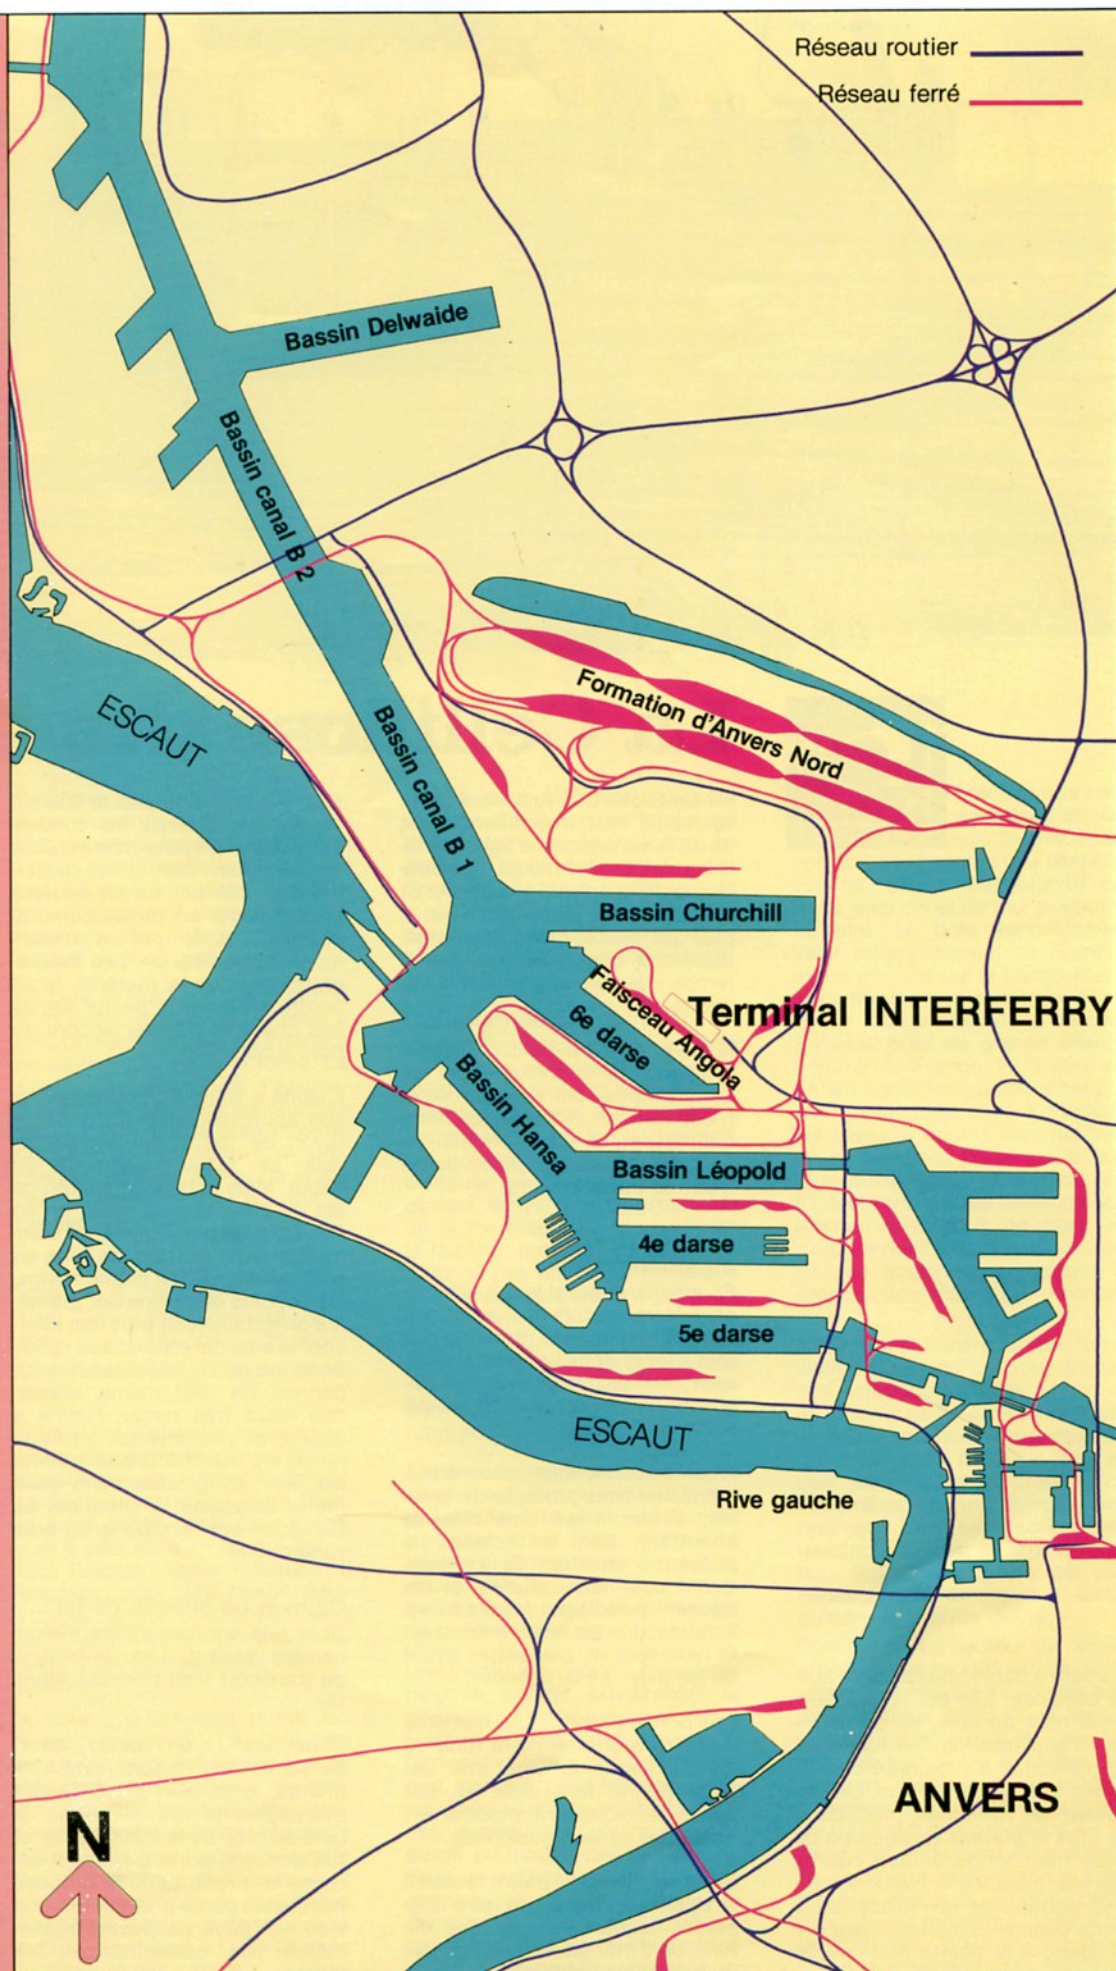 Réseau routier
Réseau ferré
Bassin Delwaide
Bassin canal B 2
ESCAUT
Formation d'Anvers Nord
Bassin canal B 1
Bassin Churchill
Faisceau Angola
Terminal INTERFERRY
6e darse
Bassin Hansa
Bassin Léopold
4e darse
5e darse
ESCAUT
Rive gauche
ANVERS
N